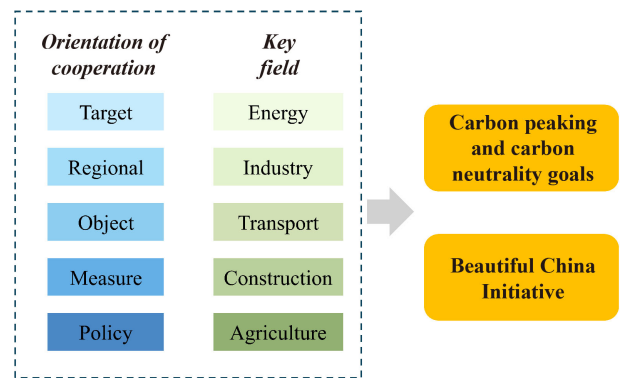 Orientation of
cooperation
Key
field
Target
Energy
Regional
Industry
Object
Transport
Measure
Construction
Policy
Agriculture
Carbon peaking
and carbon
neutrality goals
Beautiful China
Initiative